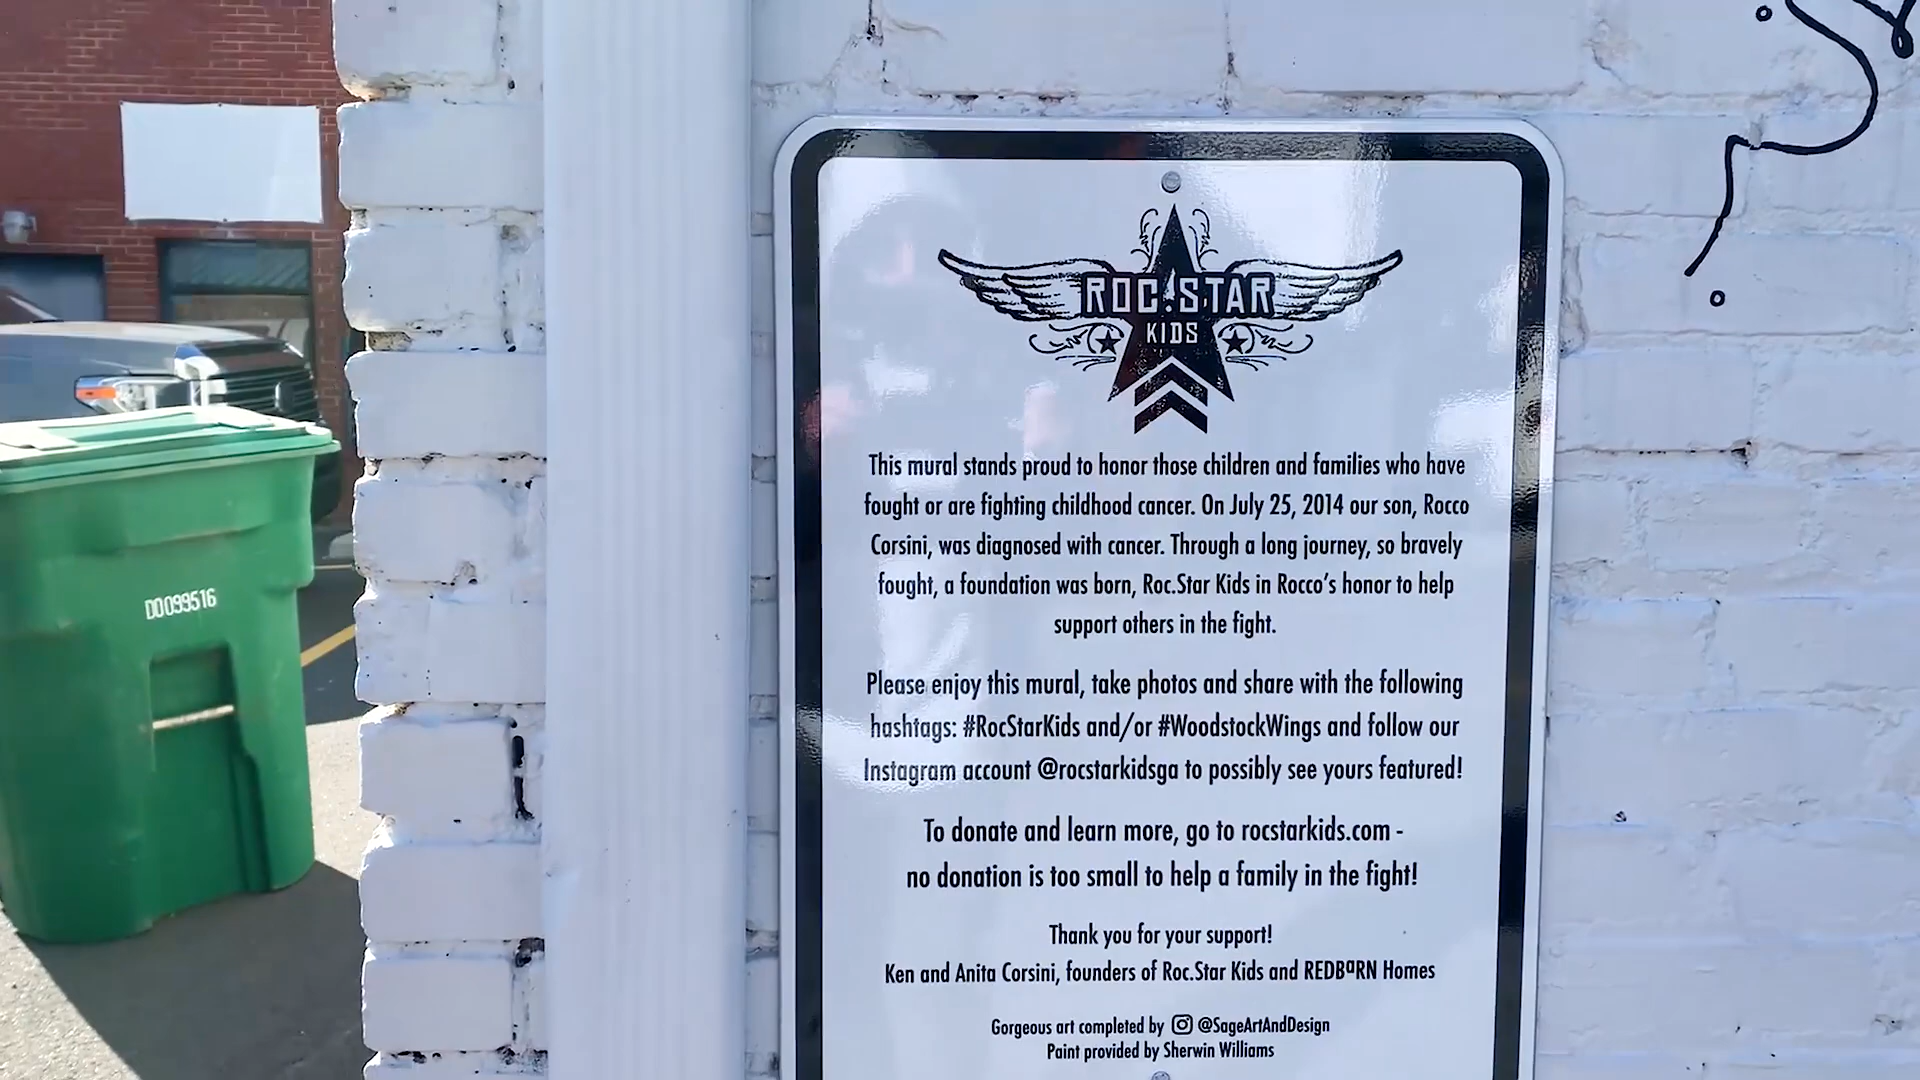 ROC.STAR
KIDS
This mural stands proud to honor those children and families who have
fought or are fighting childhood cancer. On July 25, 2014 our son, Rocco
Corsini, was diagnosed with cancer. Through a long journey, so bravely
fought, a foundation was born, Roc.Star Kids in Rocco's honor to help
support others in the fight.
Please enjoy this mural, take photos and share with the following
hashtags: #RocStarKids and/or #WoodstockWings and follow our
Instagram account @rocstarkidsga to possibly see yours featured!
To donate and learn more, go to rocstarkids.com -
no donation is too small to help a family in the fight!
Thank you for your support!
Ken and Anita Corsini, founders of Roc.Star Kids and REDBaRN Homes
Gorgeous art completed by @SageArtAndDesign
Paint provided by Sherwin Williams
DO099516